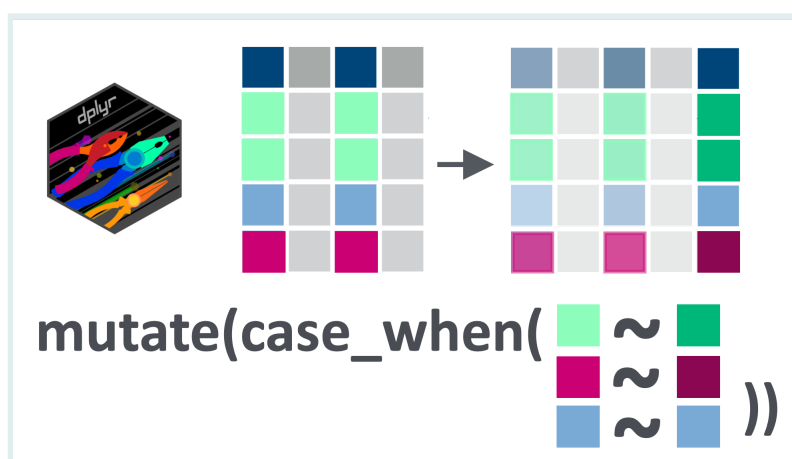 dplyr
mutate(case_when( ~
~
~ ))